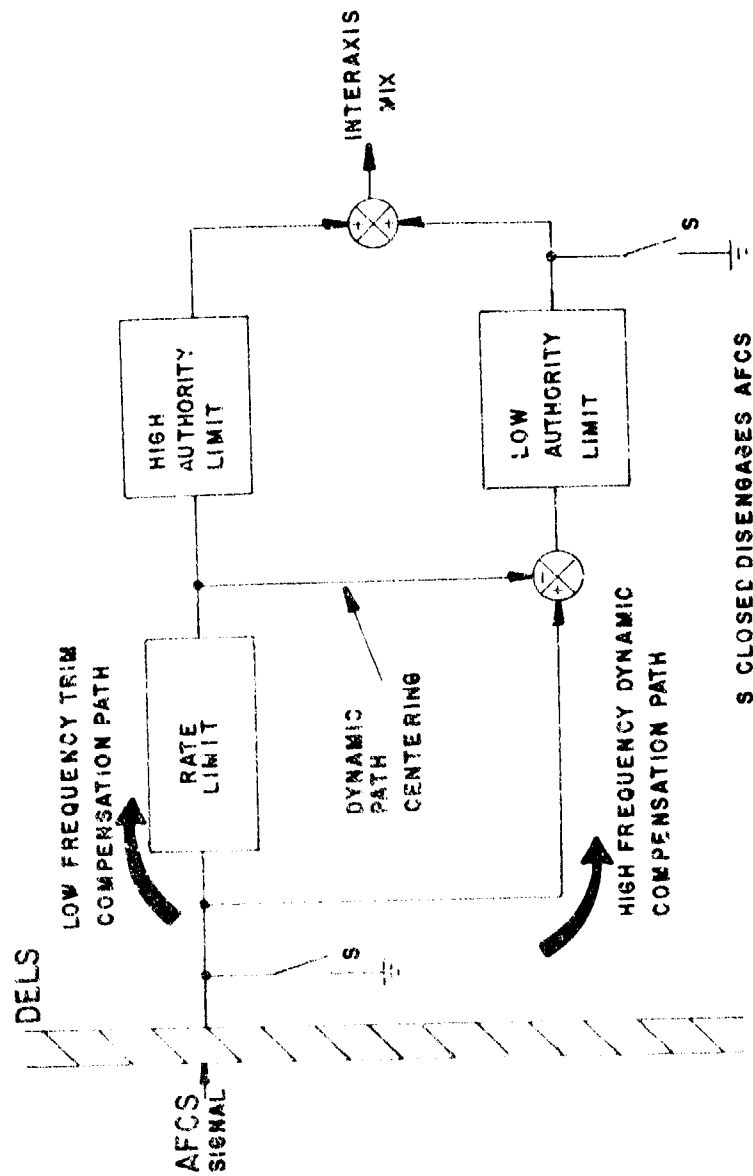 DELS
AFCS
SIGNAL
LOW FREQUENCY TRIM
COMPENSATION PATH
RATE
LIMIT
HIGH
AUTHORITY
LIMIT
INTERAXIS
MIX
DYNAMIC
PATH
CENTERING
LOW
AUTHORITY
LIMIT
HIGH FREQUENCY DYNAMIC
COMPENSATION PATH
S
S
+
+
-
+
S CLOSED DISENGAGES AFCS